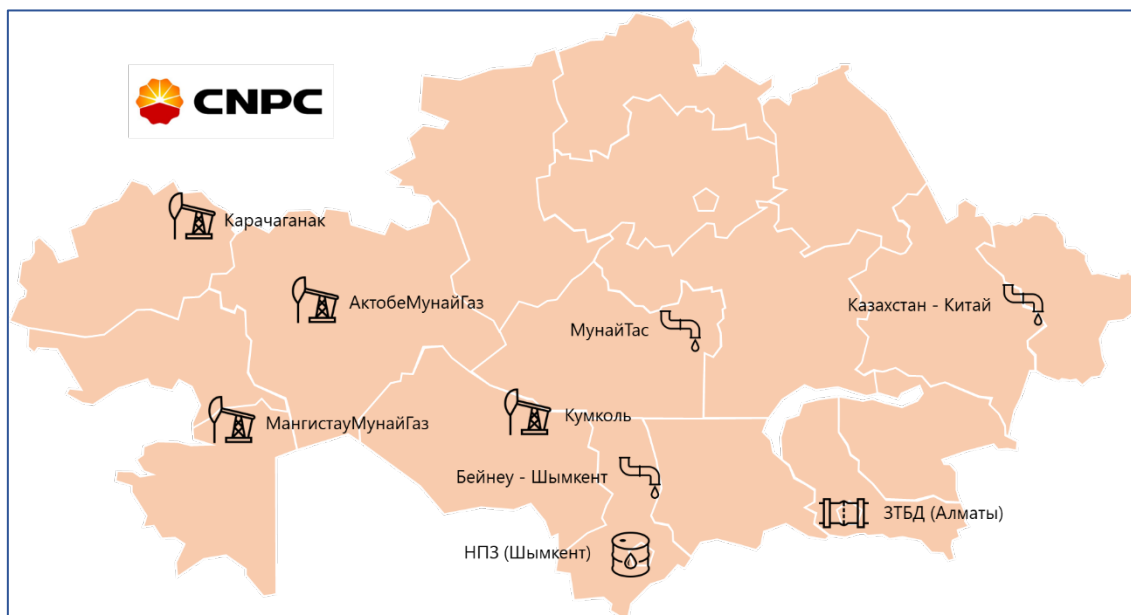 CNPC
Карачаганак
АктобеМунайГаз
Казахстан - Китай
МунайТас
Кумколь
МангистауМунайГаз
Бейнеу - Шымкент
ЗТБД (Алматы)
НПЗ (Шымкент)